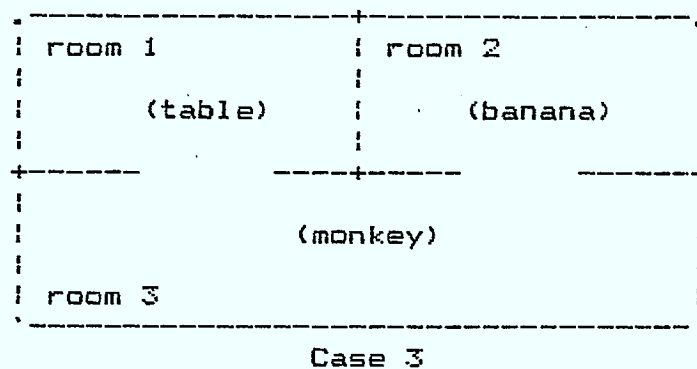 room 1 room 2
(table) (banana)
(monkey)
room 3
Case 3